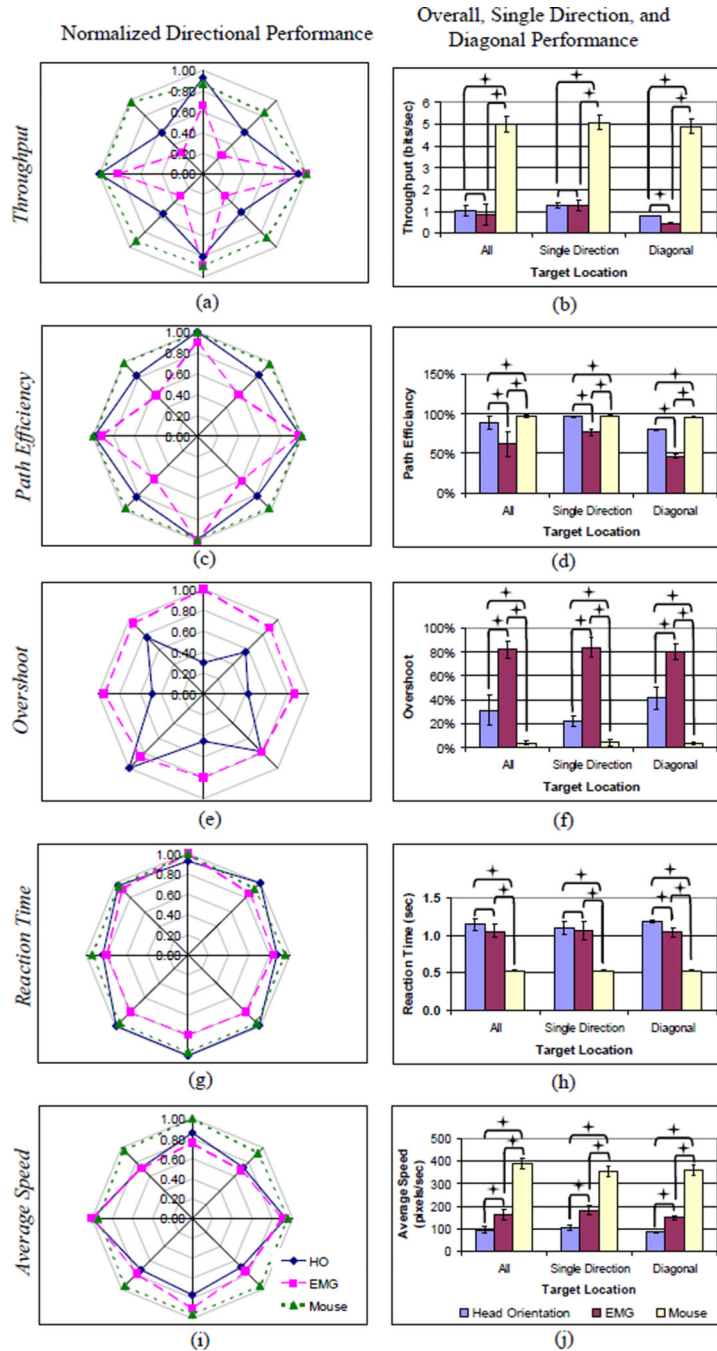 Normalized Directional Performance
Overall, Single Direction, and
Diagonal Performance
Throughput
1.00
0.80
0.60
0.40
0.20
0.00
(a)
Throughput (bits/sec)
6
5
4
3
2
1
0
All
Single Direction
Diagonal
Target Location
(b)
Path Efficiency
1.00
0.80
0.60
0.40
0.20
0.00
(c)
Path Efficiency
150%
100%
50%
0%
All
Single Direction
Diagonal
Target Location
(d)
Overshoot
1.00
0.80
0.60
0.40
0.20
0.00
(e)
Overshoot
100%
80%
60%
40%
20%
0%
All
Single Direction
Diagonal
Target Location
(f)
Reaction Time
1.00
0.80
0.60
0.40
0.20
0.00
(g)
Reaction Time (sec)
1.5
1.0
0.5
0.0
All
Single Direction
Diagonal
Target Location
(h)
Average Speed
1.00
0.80
0.60
0.40
0.20
0.00
HO
EMG
Mouse
(i)
Average Speed
(pixels/sec)
500
400
300
200
100
0
All
Single Direction
Diagonal
Target Location
Head Orientation
EMG
Mouse
(j)